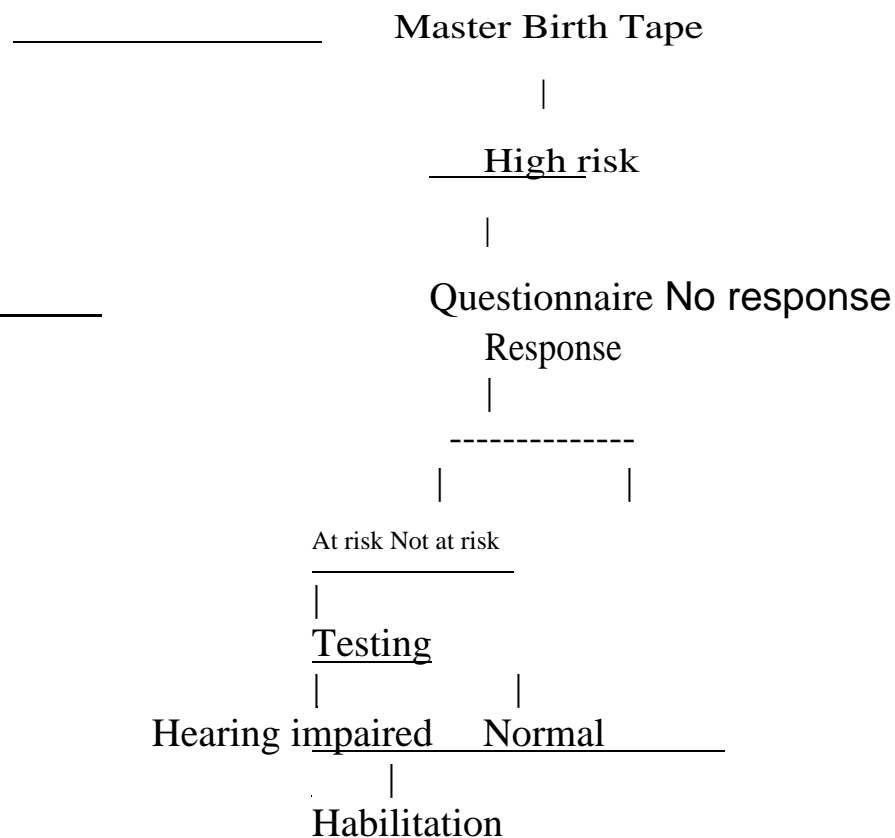 Master Birth Tape
|
High risk
|
Questionnaire No response
Response
|
--------------
| |
At risk Not at risk
|
Testing
| |
Hearing impaired Normal
|
Habilitation